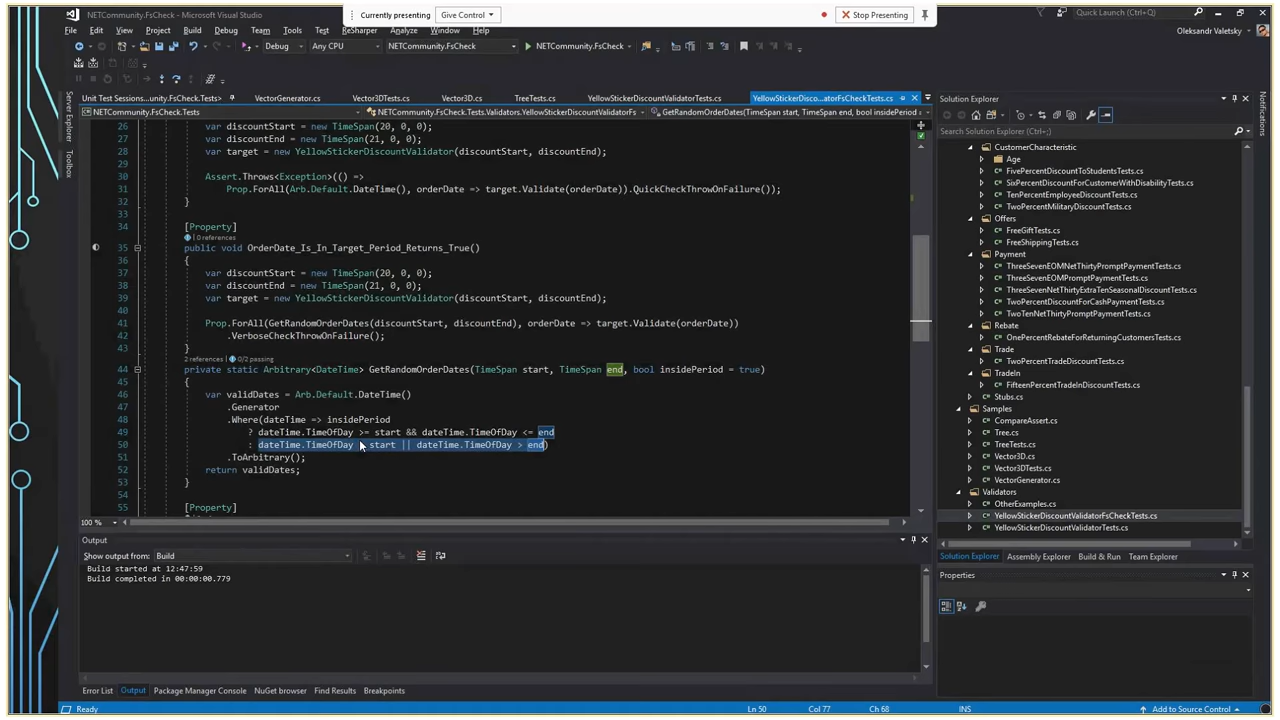 NETCommunity.FsCheck - Microsoft Visual Studio
Currently presenting
Give Control
Stop Presenting
Quick Launch (Ctrl+;)
File Edit View Project Build Debug Team Tools Test ReSharper Analyze Window Help
Oleksandr Valetsky
Debug
Any CPU
NETCommunity.FsCheck
NETCommunity.FsCheck
Unit Test Sessions...unity.FsCheck.Tests>
VectorGenerator.cs
Vector3DTests.cs
Vector3D.cs
TreeTests.cs
YellowStickerDiscountValidatorTests.cs
YellowStickerDisco...atorFsCheckTests.cs
NETCommunity.FsCheck.Tests
NETCommunity.FsCheck.Tests.Validators.YellowStickerDiscountValidatorFs
GetRandomOrderDates(TimeSpan start, TimeSpan end, bool insidePeriod
Server Explorer
Toolbox
26 var discountStart = new TimeSpan(20, 0, 0);
27 var discountEnd = new TimeSpan(21, 0, 0);
28 var target = new YellowStickerDiscountValidator(discountStart, discountEnd);
29
30 Assert.Throws<Exception>(() =>
31 Prop.ForAll(Arb.Default.DateTime(), orderDate => target.Validate(orderDate)).QuickCheckThrowOnFailure());
32 }
33
34 [Property]
0 references
35 public void OrderDate_Is_In_Target_Period_Returns_True()
36 {
37 var discountStart = new TimeSpan(20, 0, 0);
38 var discountEnd = new TimeSpan(21, 0, 0);
39 var target = new YellowStickerDiscountValidator(discountStart, discountEnd);
40
41 Prop.ForAll(GetRandomOrderDates(discountStart, discountEnd), orderDate => target.Validate(orderDate))
42 .VerboseCheckThrowOnFailure();
43 }
2 references | 0/2 passing
44 private static Arbitrary<DateTime> GetRandomOrderDates(TimeSpan start, TimeSpan end, bool insidePeriod = true)
45 {
46 var validDates = Arb.Default.DateTime()
47 .Generator
48 .Where(dateTime => insidePeriod
49 ? dateTime.TimeOfDay >= start && dateTime.TimeOfDay <= end
50 : dateTime.TimeOfDay start || dateTime.TimeOfDay > end)
51 .ToArbitrary();
52 return validDates;
53 }
54
55 [Property]
100 %
Output
Show output from: Build
Build started at 12:47:59
Build completed in 00:00:00.779
Error List Output Package Manager Console NuGet browser Find Results Breakpoints
Solution Explorer
Search Solution Explorer (Ctrl+;)
CustomerCharacteristic
Age
FivePercentDiscountToStudentsTests.cs
SixPercentDiscountForCustomerWithDisabilityTests.cs
TenPercentEmployeeDiscountTests.cs
TwoPercentMilitaryDiscountTests.cs
Offers
FreeGiftTests.cs
FreeShippingTests.cs
Payment
ThreeSevenEOMNetThirtyPromptPaymentTests.cs
ThreeSevenEOMPromptPaymentTests.cs
ThreeSevenNetThirtyExtraTenSeasonalDiscountTests.cs
TwoPercentDiscountForCashPaymentTests.cs
TwoTenNetThirtyPromptPaymentTests.cs
Rebate
OnePercentRebateForReturningCustomerTests.cs
Trade
TwoPercentTradeDiscountTests.cs
TradeIn
FifteenPercentTradeInDiscountTests.cs
Stubs.cs
Samples
CompareAssert.cs
Tree.cs
TreeTests.cs
Vector3D.cs
Vector3DTests.cs
VectorGenerator.cs
Validators
OtherExamples.cs
YellowStickerDiscountValidatorFsCheckTests.cs
YellowStickerDiscountValidatorTests.cs
Solution Explorer Assembly Explorer Build & Run Team Explorer
Properties
Notifications
Ready
Ln 50
Col 77
Ch 68
INS
Add to Source Control